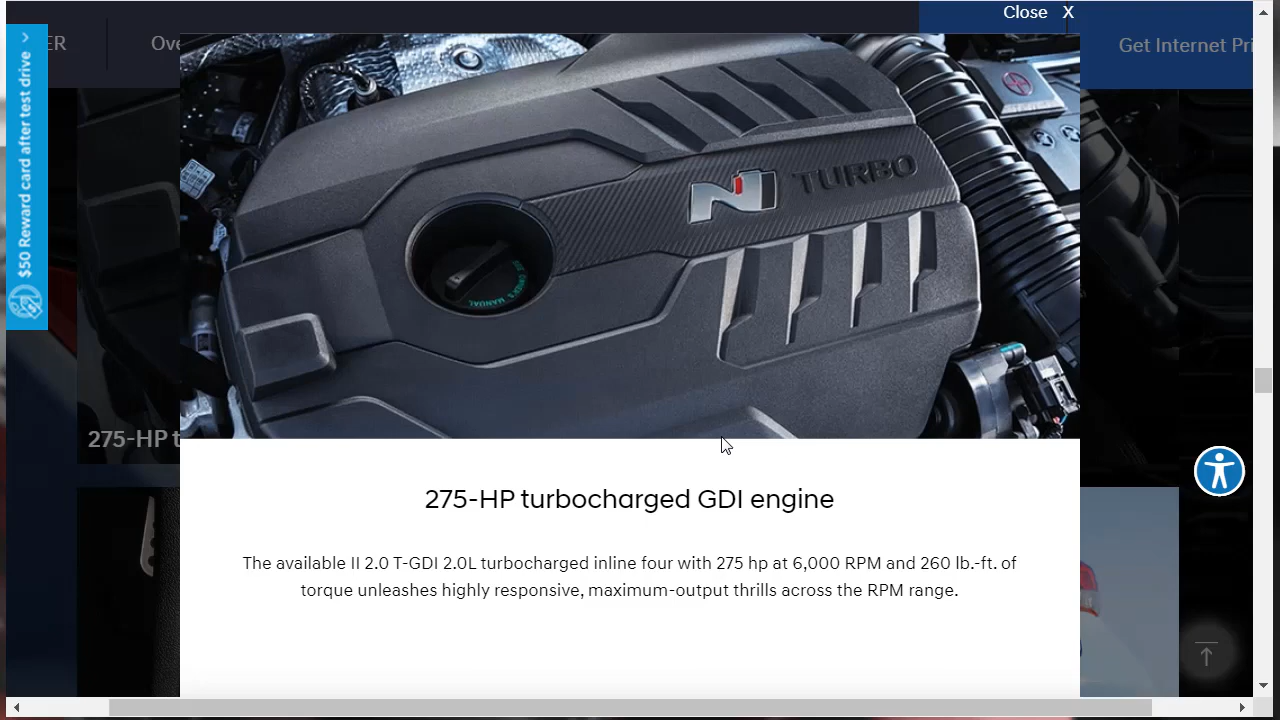 Close X
ER
Ove
Get Internet Pri
$50 Reward card after test drive
N TURBO
OWNER'S MANUAL
275-HP t
275-HP turbocharged GDI engine
The available II 2.0 T-GDI 2.0L turbocharged inline four with 275 hp at 6,000 RPM and 260 lb.-ft. of
torque unleashes highly responsive, maximum-output thrills across the RPM range.